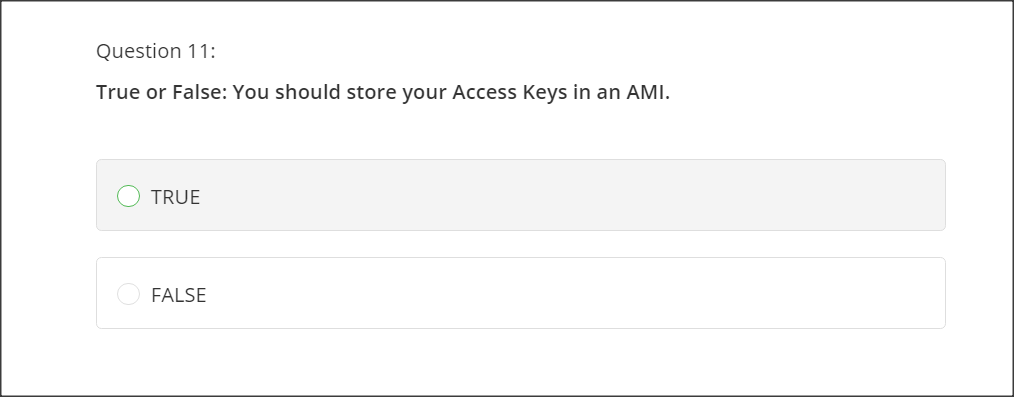 Question 11:
True or False: You should store your Access Keys in an AMI.
TRUE
FALSE